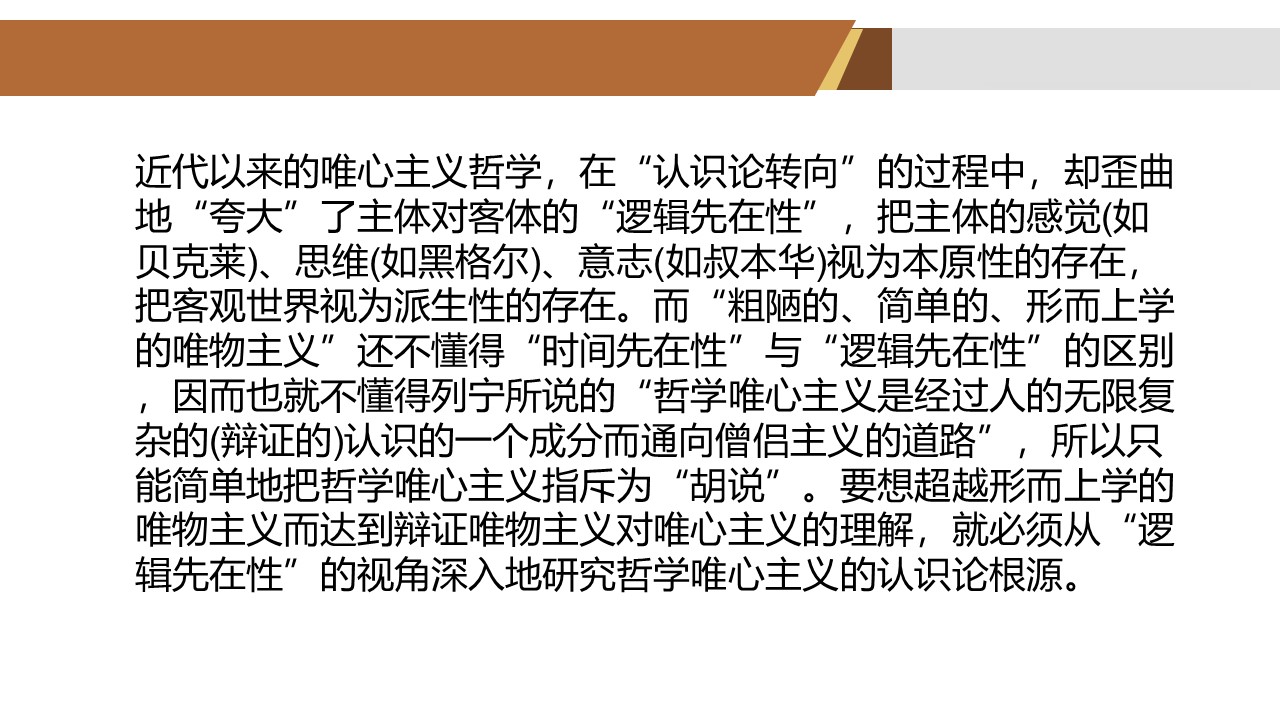 近代以来的唯心主义哲学，在“认识论转向”的过程中，却歪曲
地“夸大”了主体对客体的“逻辑先在性”，把主体的感觉(如
贝克莱)、思维(如黑格尔)、意志(如叔本华)视为本原性的存在，
把客观世界视为派生性的存在。而“粗陋的、简单的、形而上学
的唯物主义”还不懂得“时间先在性”与“逻辑先在性”的区别
，因而也就不懂得列宁所说的“哲学唯心主义是经过人的无限复
杂的(辩证的)认识的一个成分而通向僧侣主义的道路”，所以只
能简单地把哲学唯心主义指斥为“胡说”。要想超越形而上学的
唯物主义而达到辩证唯物主义对唯心主义的理解，就必须从“逻
辑先在性”的视角深入地研究哲学唯心主义的认识论根源。